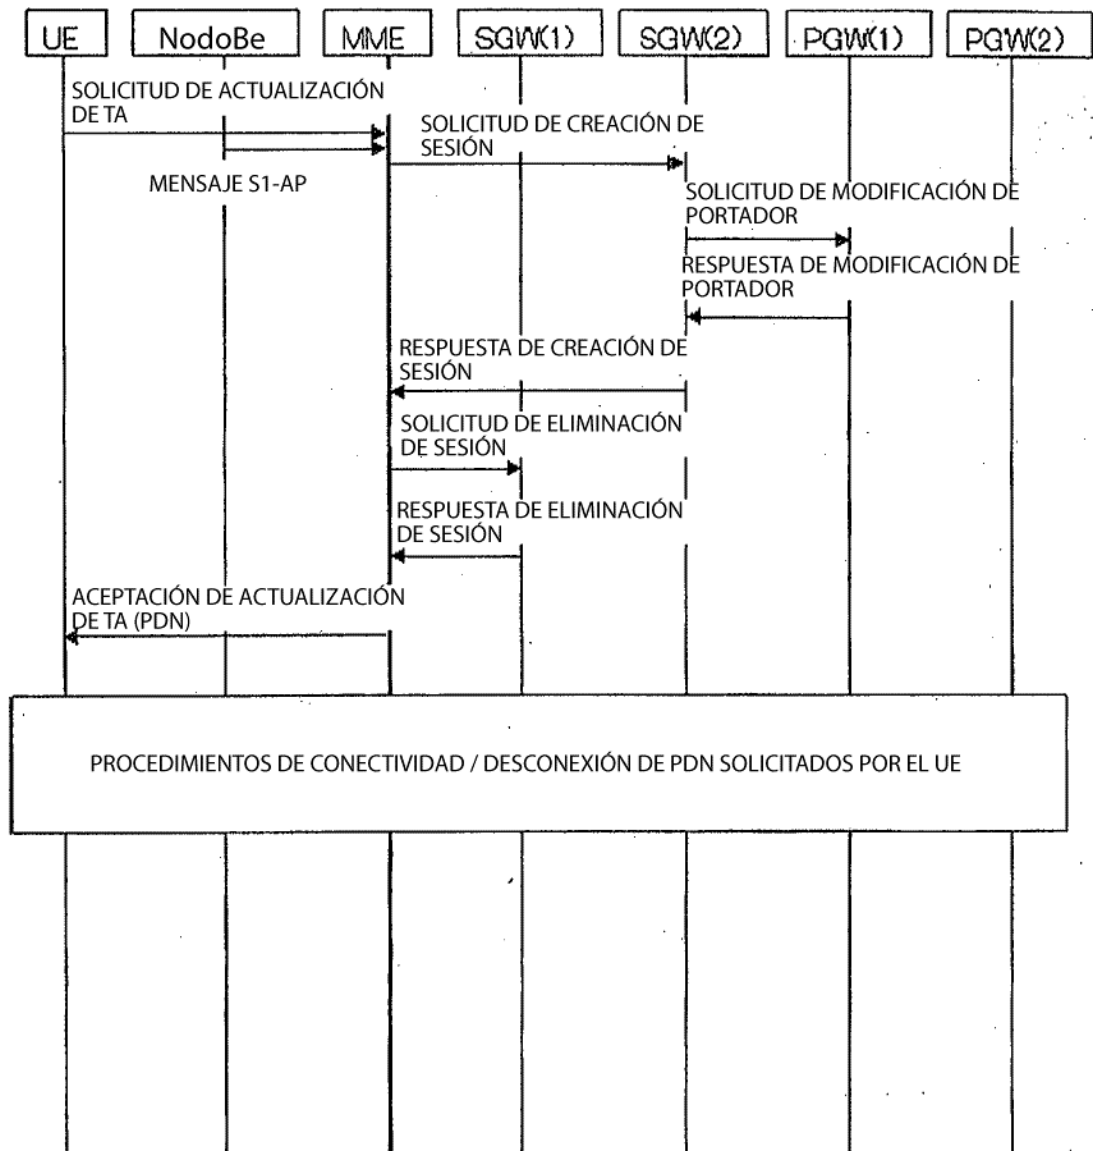 UE NodoBe MME SGW(1) SGW(2) PGW(1) PGW(2)
SOLICITUD DE ACTUALIZACIÓN
DE TA
SOLICITUD DE CREACIÓN DE
SESIÓN
MENSAJE S1-AP
SOLICITUD DE MODIFICACIÓN DE
PORTADOR
RESPUESTA DE MODIFICACIÓN DE
PORTADOR
RESPUESTA DE CREACIÓN DE
SESIÓN
SOLICITUD DE ELIMINACIÓN
DE SESIÓN
RESPUESTA DE ELIMINACIÓN
DE SESIÓN
ACEPTACIÓN DE ACTUALIZACIÓN
DE TA (PDN)
PROCEDIMIENTOS DE CONECTIVIDAD / DESCONEXIÓN DE PDN SOLICITADOS POR EL UE